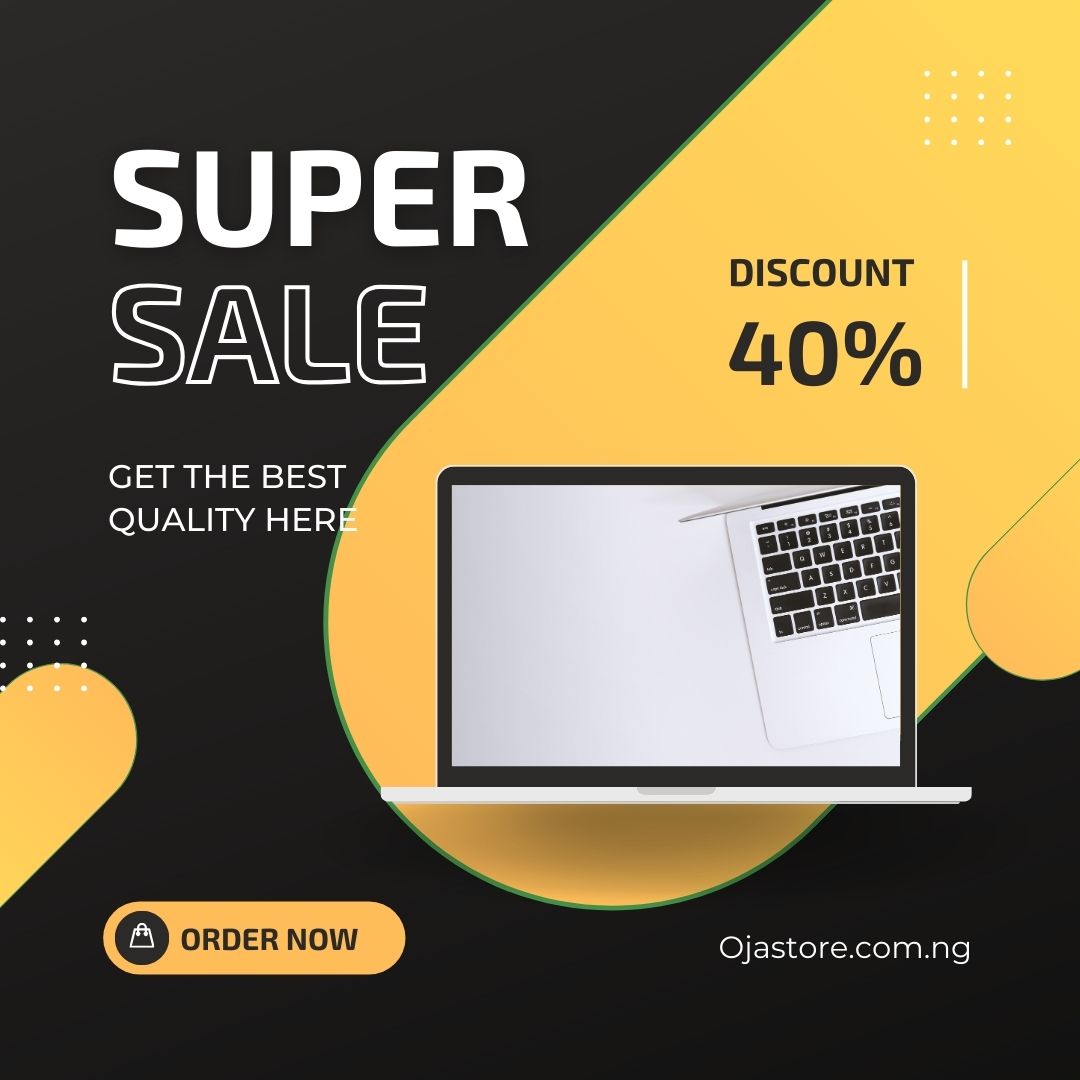 SUPER
SALE
DISCOUNT
40%
GET THE BEST
QUALITY HERE
ORDER NOW
Ojastore.com.ng